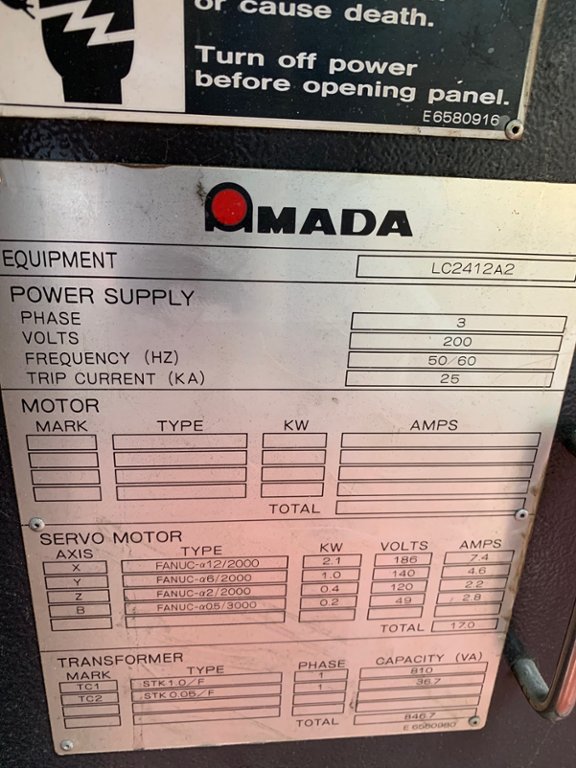 or cause death.
Turn off power
before opening panel.
E6580916
AMADA
EQUIPMENT LC2412A2
POWER SUPPLY
PHASE 3
VOLTS 200
FREQUENCY (HZ) 50/60
TRIP CURRENT (KA) 25
MOTOR
MARK TYPE KW AMPS
TOTAL
SERVO MOTOR
AXIS TYPE KW VOLTS AMPS
X FANUC-α12/2000 2.1 186 7.4
Y FANUC-α6/2000 1.0 140 4.6
Z FANUC-α2/2000 0.4 120 2.2
B FANUC-α0.5/3000 0.2 49 2.8
TOTAL 17.0
TRANSFORMER
MARK TYPE PHASE CAPACITY (VA)
TC1 STK1.0/F 1 810
TC2 STK0.05/F 1 36.7
TOTAL 846.7
E6580980